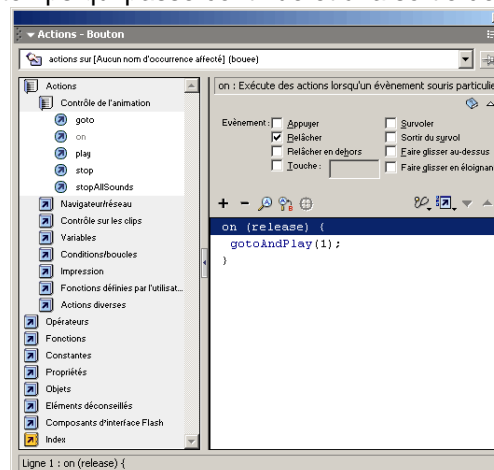 Actions - Bouton
actions sur [Aucun nom d'occurrence affecté] (bouee)
Actions
Contrôle de l'animation
goto
on
play
stop
stopAllSounds
Navigateur/réseau
Contrôle sur les clips
Variables
Conditions/boucles
Impression
Fonctions définies par l'utilisat...
Actions diverses
Opérateurs
Fonctions
Constantes
Propriétés
Objets
Eléments déconseillés
Composants d'interface Flash
Index
on : Exécute des actions lorsqu'un évènement souris particulie
Evènement :
Appuyer
Survoler
Relâcher
Sortir du survol
Relâcher en dehors
Faire glisser au-dessus
Touche :
Faire glisser en éloignan
on (release) {
gotoAndPlay(1);
}
Ligne 1 : on (release) {